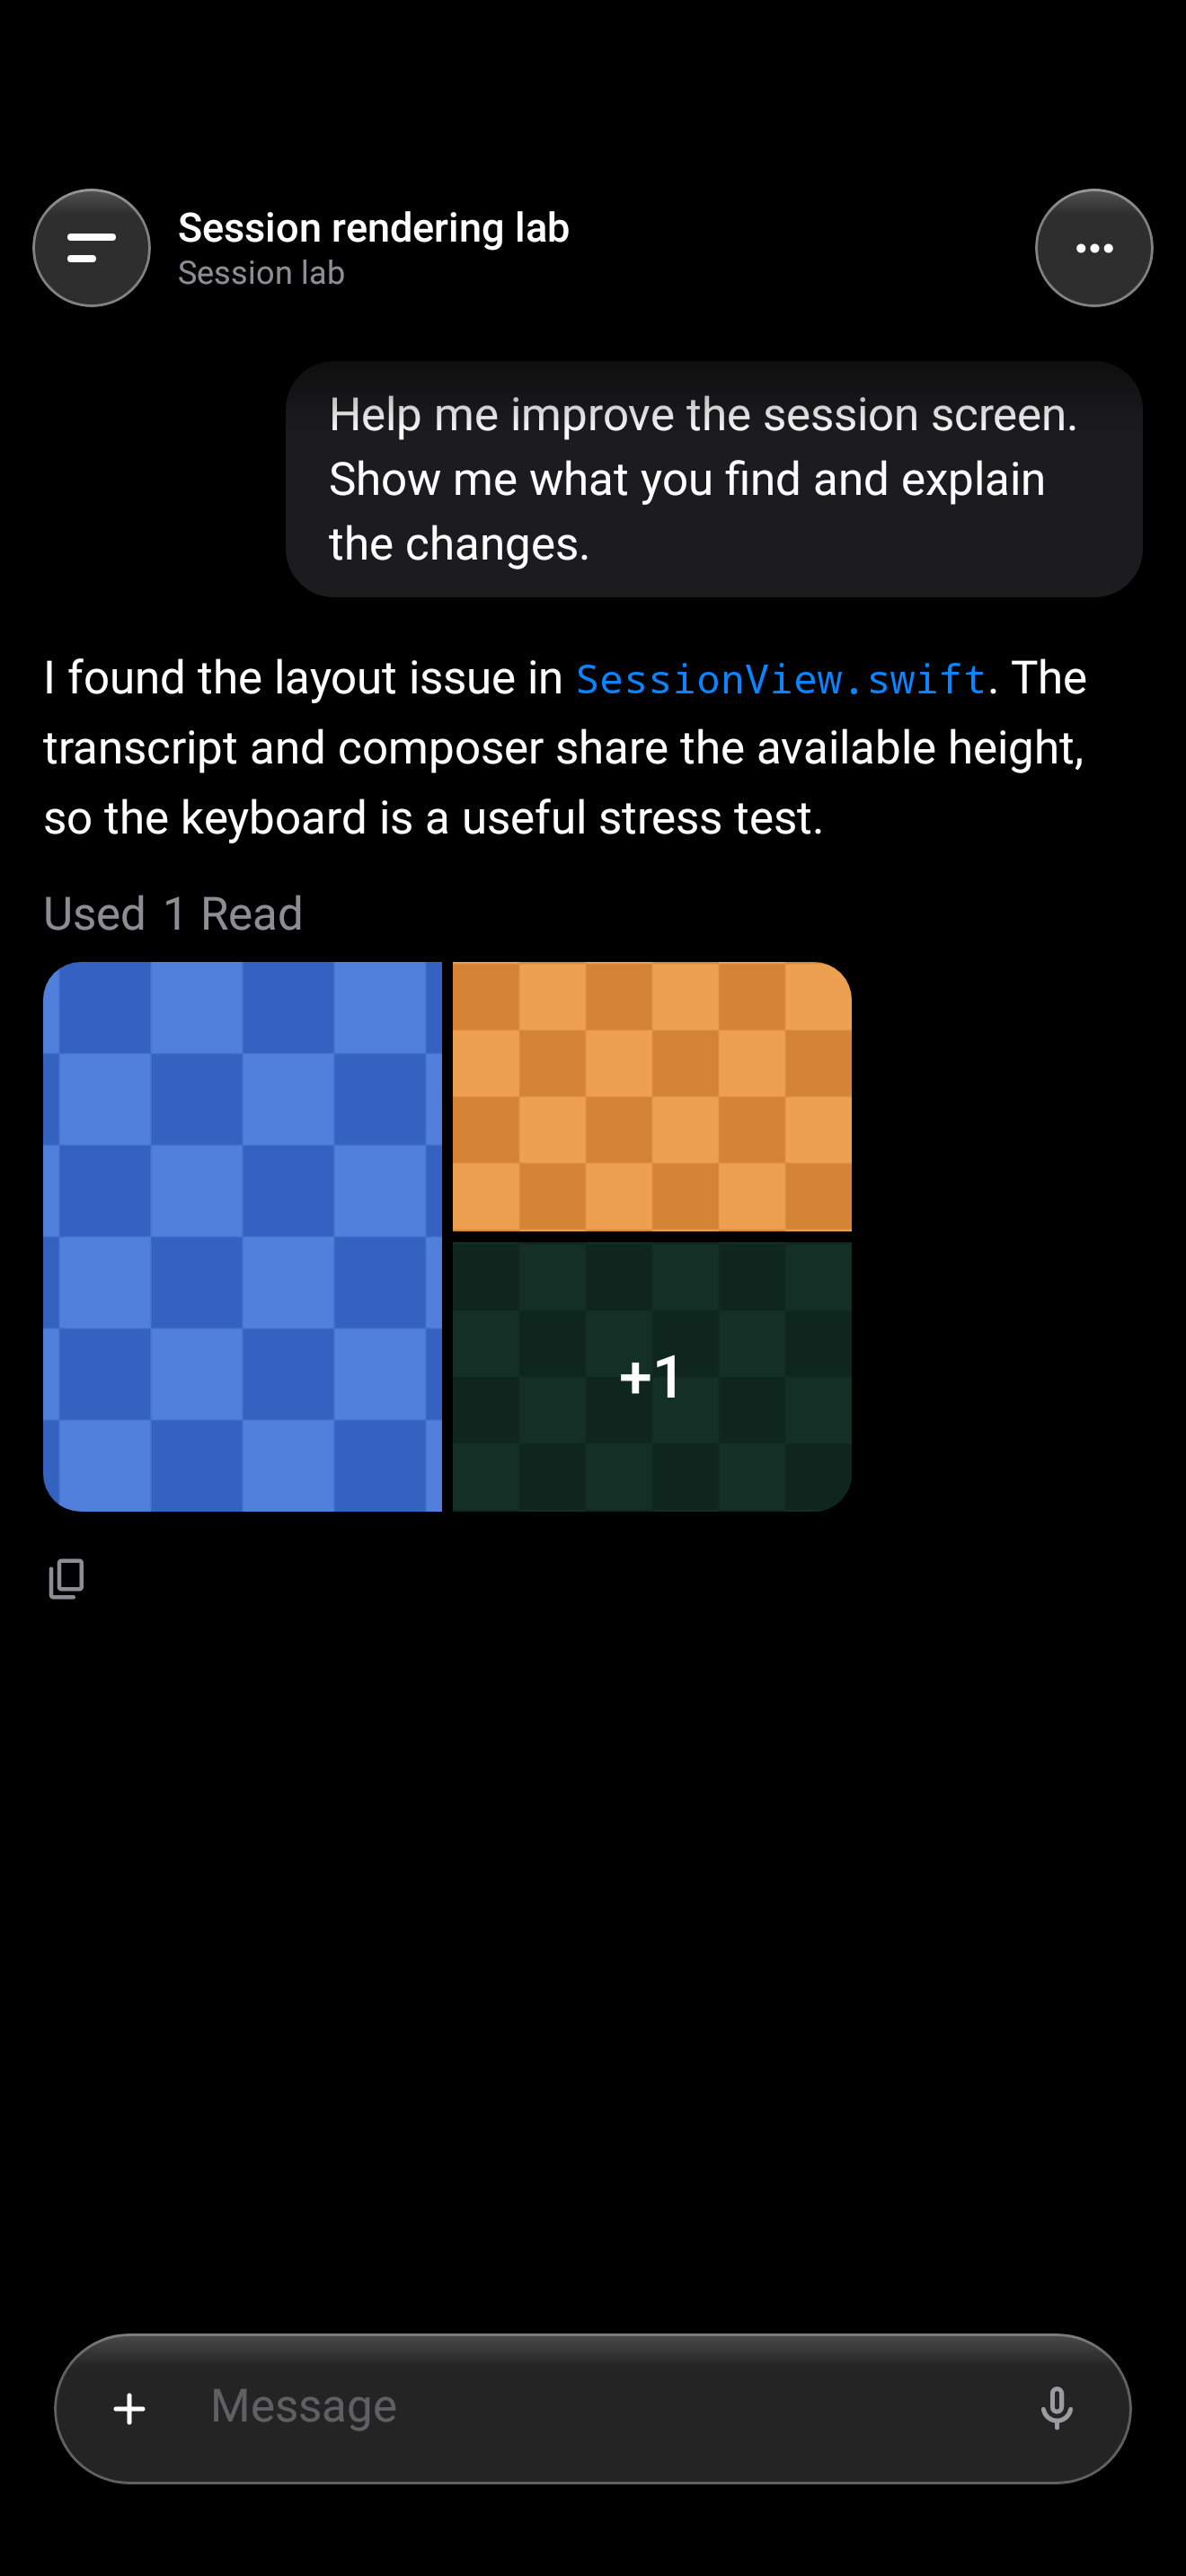 Session rendering lab
Session lab
Help me improve the session screen.
Show me what you find and explain
the changes.
I found the layout issue in SessionView.swift. The
transcript and composer share the available height,
so the keyboard is a useful stress test.
Used 1 Read
+1
Message